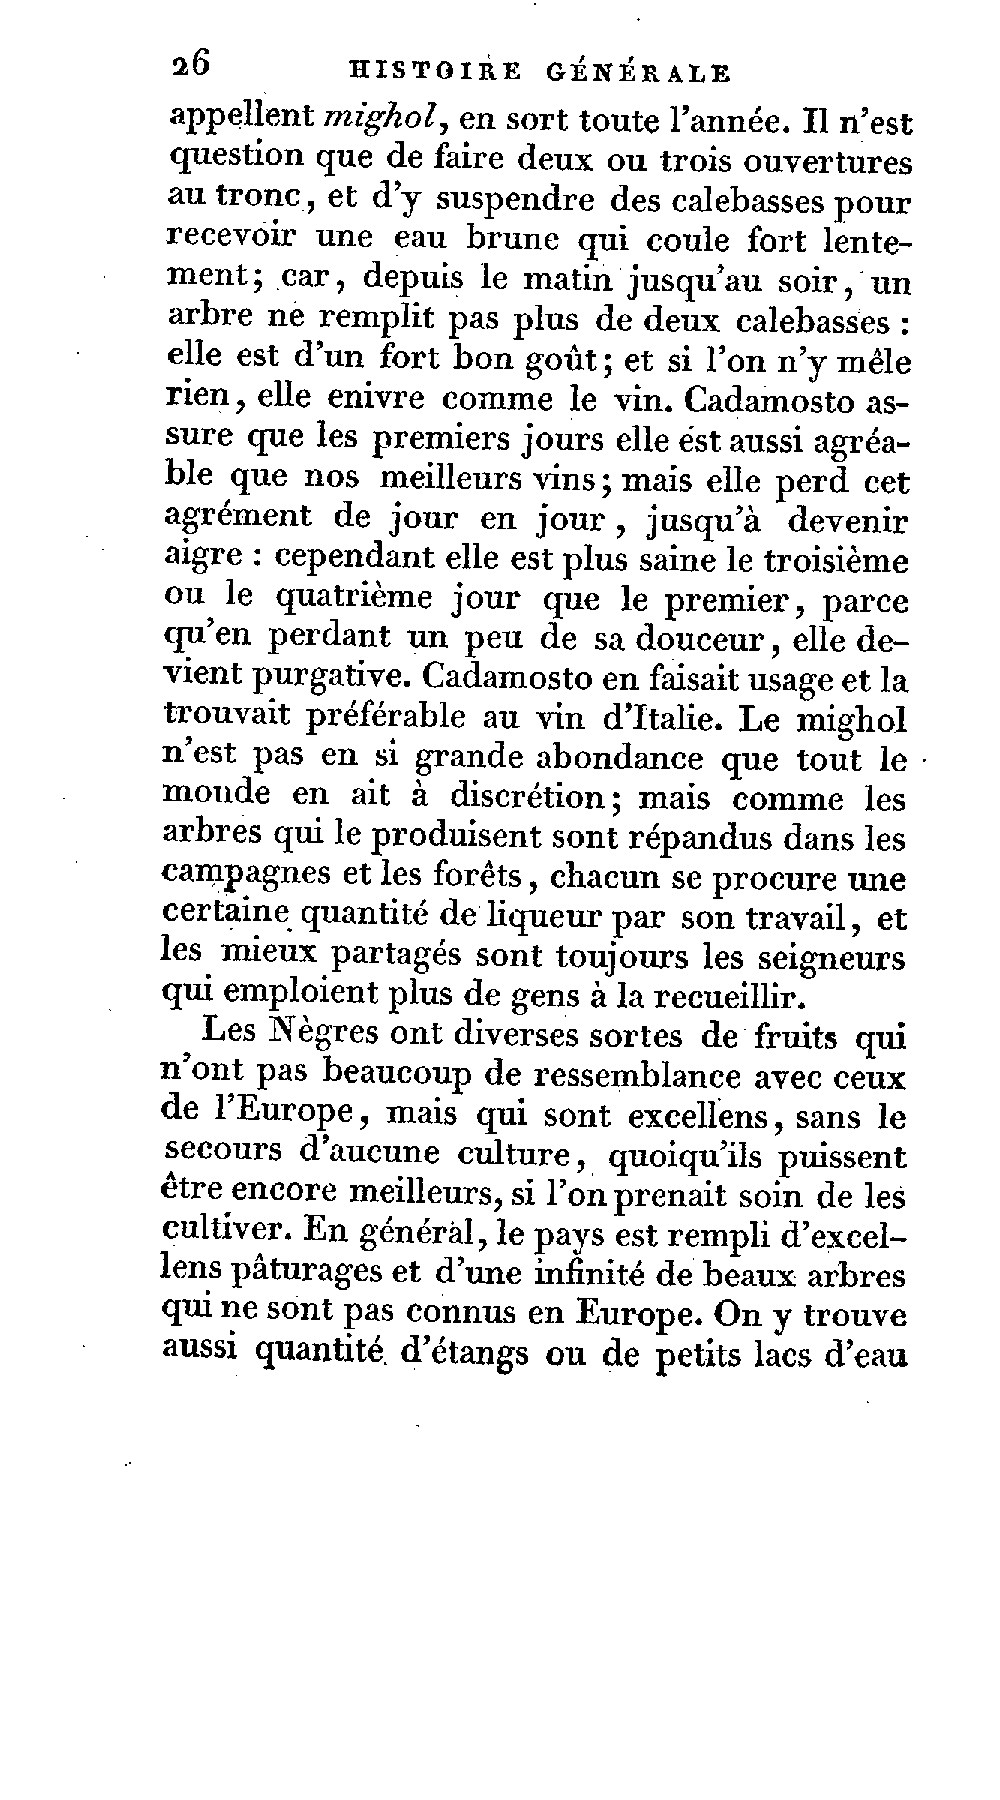 26 HISTOIRE GÉNÉRALE
appellent mighol, en sort toute l'année. Il n'est
question que de faire deux ou trois ouvertures
au tronc, et d'y suspendre des calebasses pour
recevoir une eau brune qui coule fort lente-
ment; car, depuis le matin jusqu'au soir, un
arbre ne remplit pas plus de deux calebasses :
elle est d'un fort bon goût; et si l'on n'y mêle
rien, elle enivre comme le vin. Cadamosto as-
sure que les premiers jours elle est aussi agréa-
ble que nos meilleurs vins; mais elle perd cet
agrément de jour en jour, jusqu'à devenir
aigre : cependant elle est plus saine le troisième
ou le quatrième jour que le premier, parce
qu'en perdant un peu de sa douceur, elle de-
vient purgative. Cadamosto en faisait usage et la
trouvait préférable au vin d'Italie. Le mighol
n'est pas en si grande abondance que tout le
monde en ait à discrétion; mais comme les
arbres qui le produisent sont répandus dans les
campagnes et les forêts, chacun se procure une
certaine quantité de liqueur par son travail, et
les mieux partagés sont toujours les seigneurs
qui emploient plus de gens à la recueillir.
Les Nègres ont diverses sortes de fruits qui
n'ont pas beaucoup de ressemblance avec ceux
de l'Europe, mais qui sont excellens, sans le
secours d'aucune culture, quoiqu'ils puissent
être encore meilleurs, si l'on prenait soin de les
cultiver. En général, le pays est rempli d'excel-
lens pâturages et d'une infinité de beaux arbres
qui ne sont pas connus en Europe. On y trouve
aussi quantité d'étangs ou de petits lacs d'eau